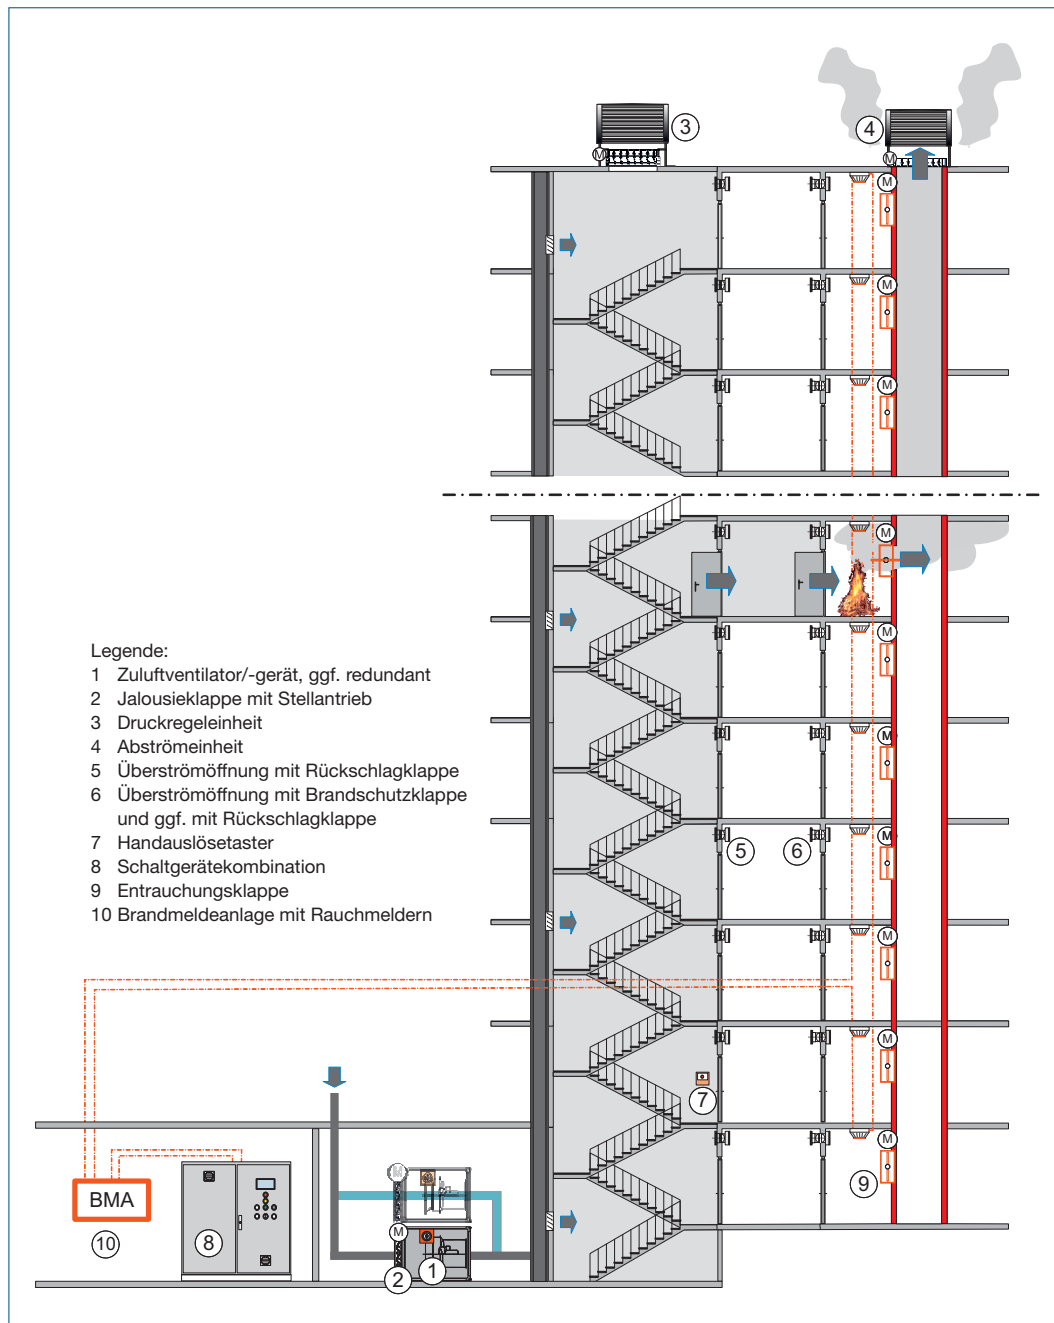 3
4
M
M
M
M
M
M
M
Legende:
1 Zuluftventilator/-gerät, ggf. redundant
2 Jalousieklappe mit Stellantrieb
3 Druckregeleinheit
4 Abströmeinheit
5 Überströmöffnung mit Rückschlagklappe
6 Überströmöffnung mit Brandschutzklappe
und ggf. mit Rückschlagklappe
7 Handauslösetaster
8 Schaltgerätekombination
9 Entrauchungsklappe
10 Brandmeldeanlage mit Rauchmeldern
M
M
5
6
M
M
7
M
M
9
BMA
10
8
M
M
2
1